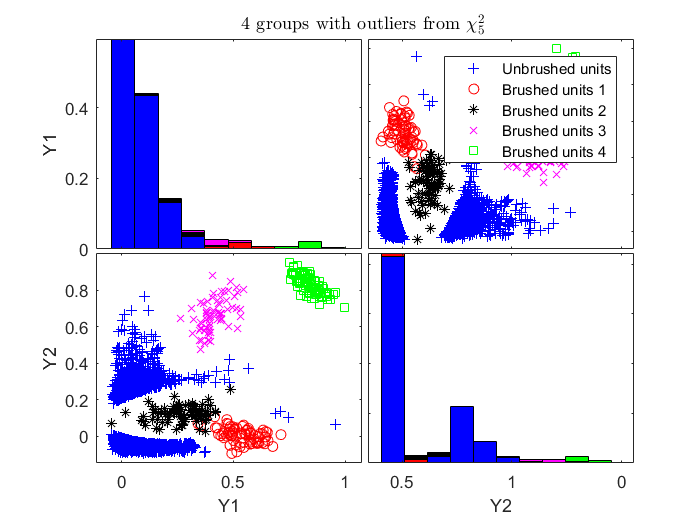 4 groups with outliers from χ²₅
Unbrushed units
Brushed units 1
Brushed units 2
Brushed units 3
Brushed units 4
Y1
0.4
0.2
0
Y2
0.8
0.6
0.4
0.2
0
0 0.5 1
0.5 1 0
Y1 Y2